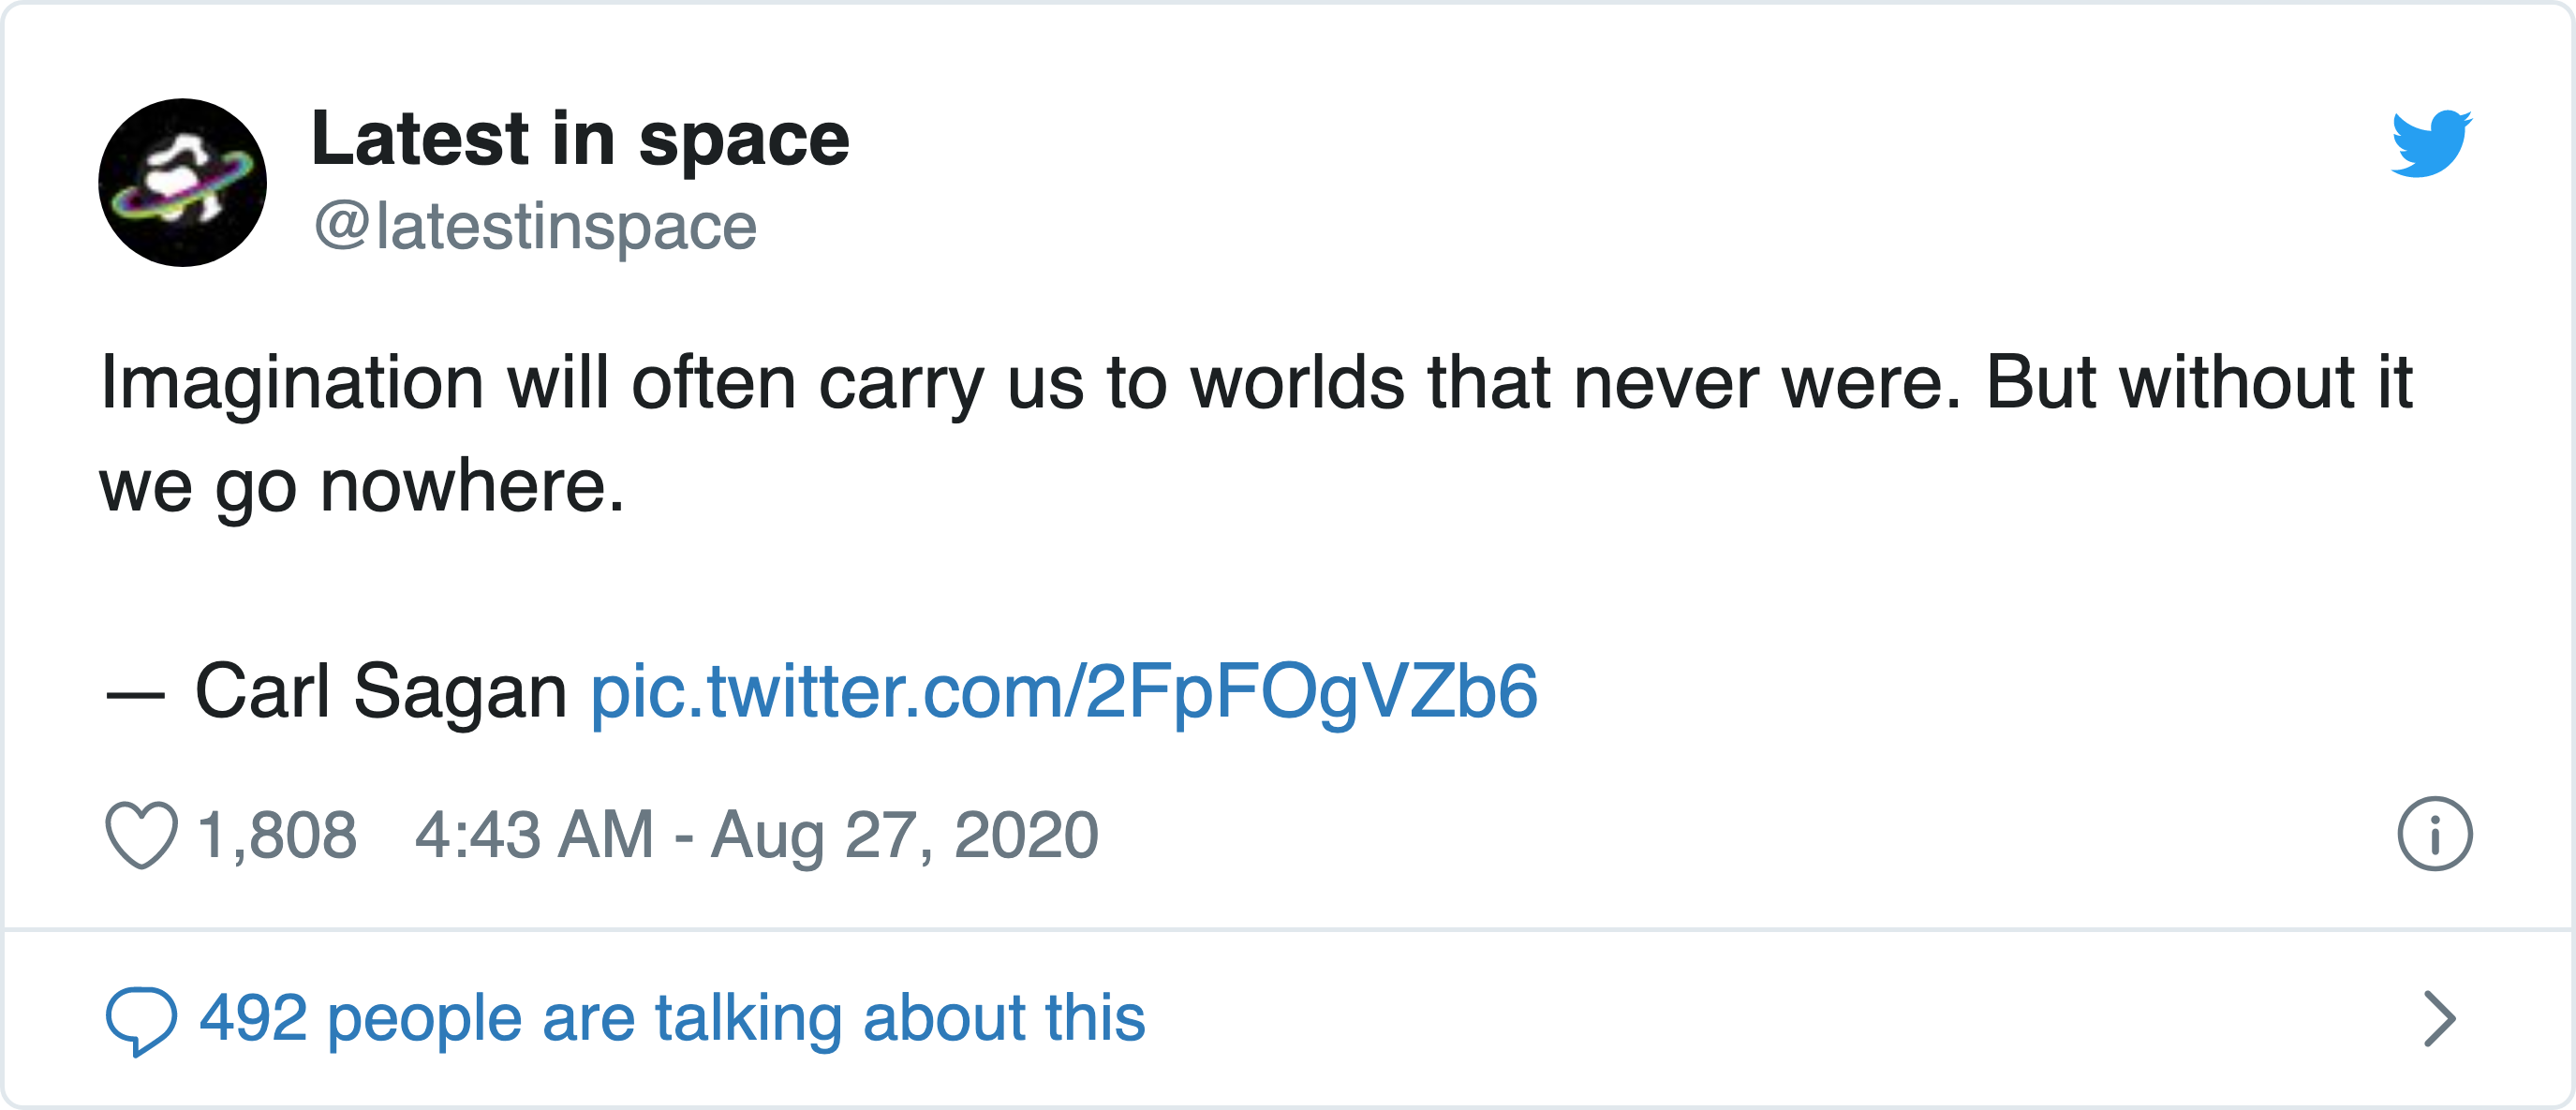 Latest in space
@latestinspace
Imagination will often carry us to worlds that never were. But without it
we go nowhere.
— Carl Sagan pic.twitter.com/2FpFOgVZb6
1,808 4:43 AM - Aug 27, 2020
492 people are talking about this